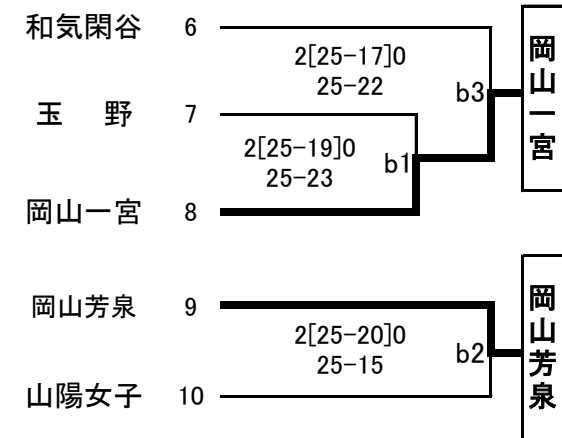 和気閑谷 6
2[25-17]0
25-22
b3
岡山一宮
玉 野 7
2[25-19]0
25-23
b1
岡山一宮 8
岡山芳泉 9
2[25-20]0
25-15
b2
岡山芳泉
山陽女子 10